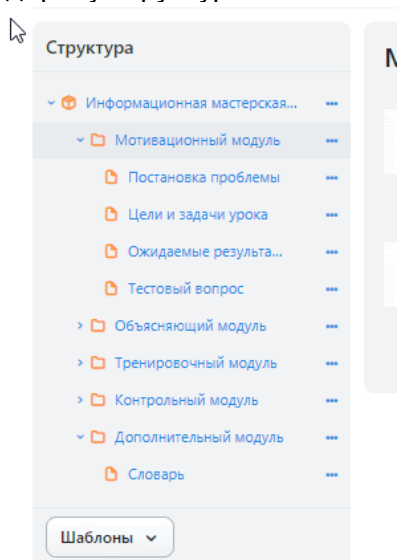 Структура
Информационная мастерская...
Мотивационный модуль
Постановка проблемы
Цели и задачи урока
Ожидаемые результа...
Тестовый вопрос
Объясняющий модуль
Тренировочный модуль
Контрольный модуль
Дополнительный модуль
Словарь
Шаблоны